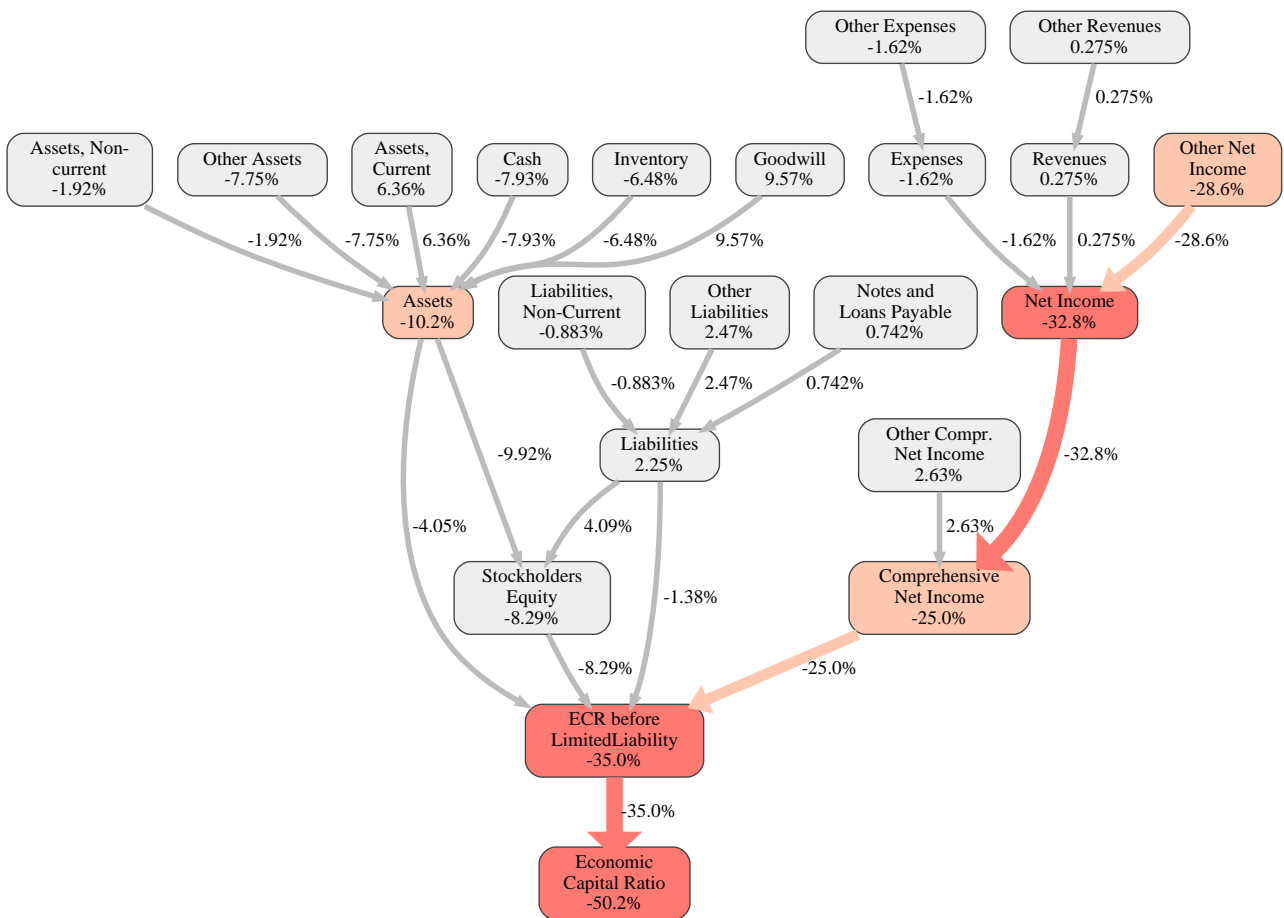 Other Expenses
-1.62%
Other Revenues
0.275%
-1.62%
0.275%
Assets, Non-
current
-1.92%
Other Assets
-7.75%
Assets,
Current
6.36%
Cash
-7.93%
Inventory
-6.48%
Goodwill
9.57%
Expenses
-1.62%
Revenues
0.275%
Other Net
Income
-28.6%
-1.92%
-7.75%
6.36%
-7.93%
-6.48%
9.57%
-1.62%
0.275%
-28.6%
Assets
-10.2%
Liabilities,
Non-Current
-0.883%
Other
Liabilities
2.47%
Notes and
Loans Payable
0.742%
Net Income
-32.8%
-0.883%
2.47%
0.742%
-9.92%
Liabilities
2.25%
Other Compr.
Net Income
2.63%
-32.8%
-4.05%
4.09%
2.63%
Stockholders
Equity
-8.29%
-1.38%
Comprehensive
Net Income
-25.0%
-8.29%
-25.0%
ECR before
LimitedLiability
-35.0%
-35.0%
Economic
Capital Ratio
-50.2%